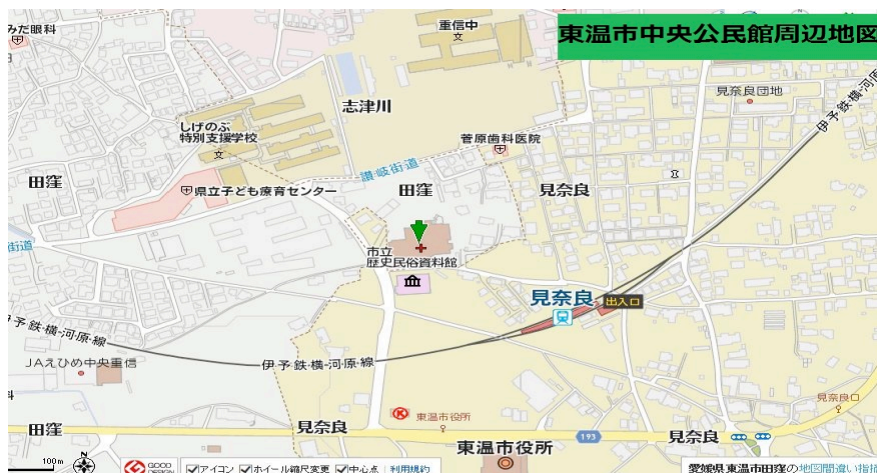 東温市中央公民館周辺地図
みだ眼科
重信中
見奈良団地
志津川
伊予鉄・横・河原
しげのぶ
特別支援学校
菅原歯科医院
讃岐街道
田窪
県立子ども療育センター
田窪
見奈良
街道
市立
歴史民俗資料館
見奈良
出入口
伊予鉄・横・河原・線
伊予鉄・横・河原・線
JAえひめ中央重信
見奈良口
東温市役所
田窪
見奈良
193
見奈良
東温市役所
100m
GOOD
DESIGN
アイコン ホイール縮尺変更 中心点 利用規約
愛媛県東温市田窪の地図間違い指摘